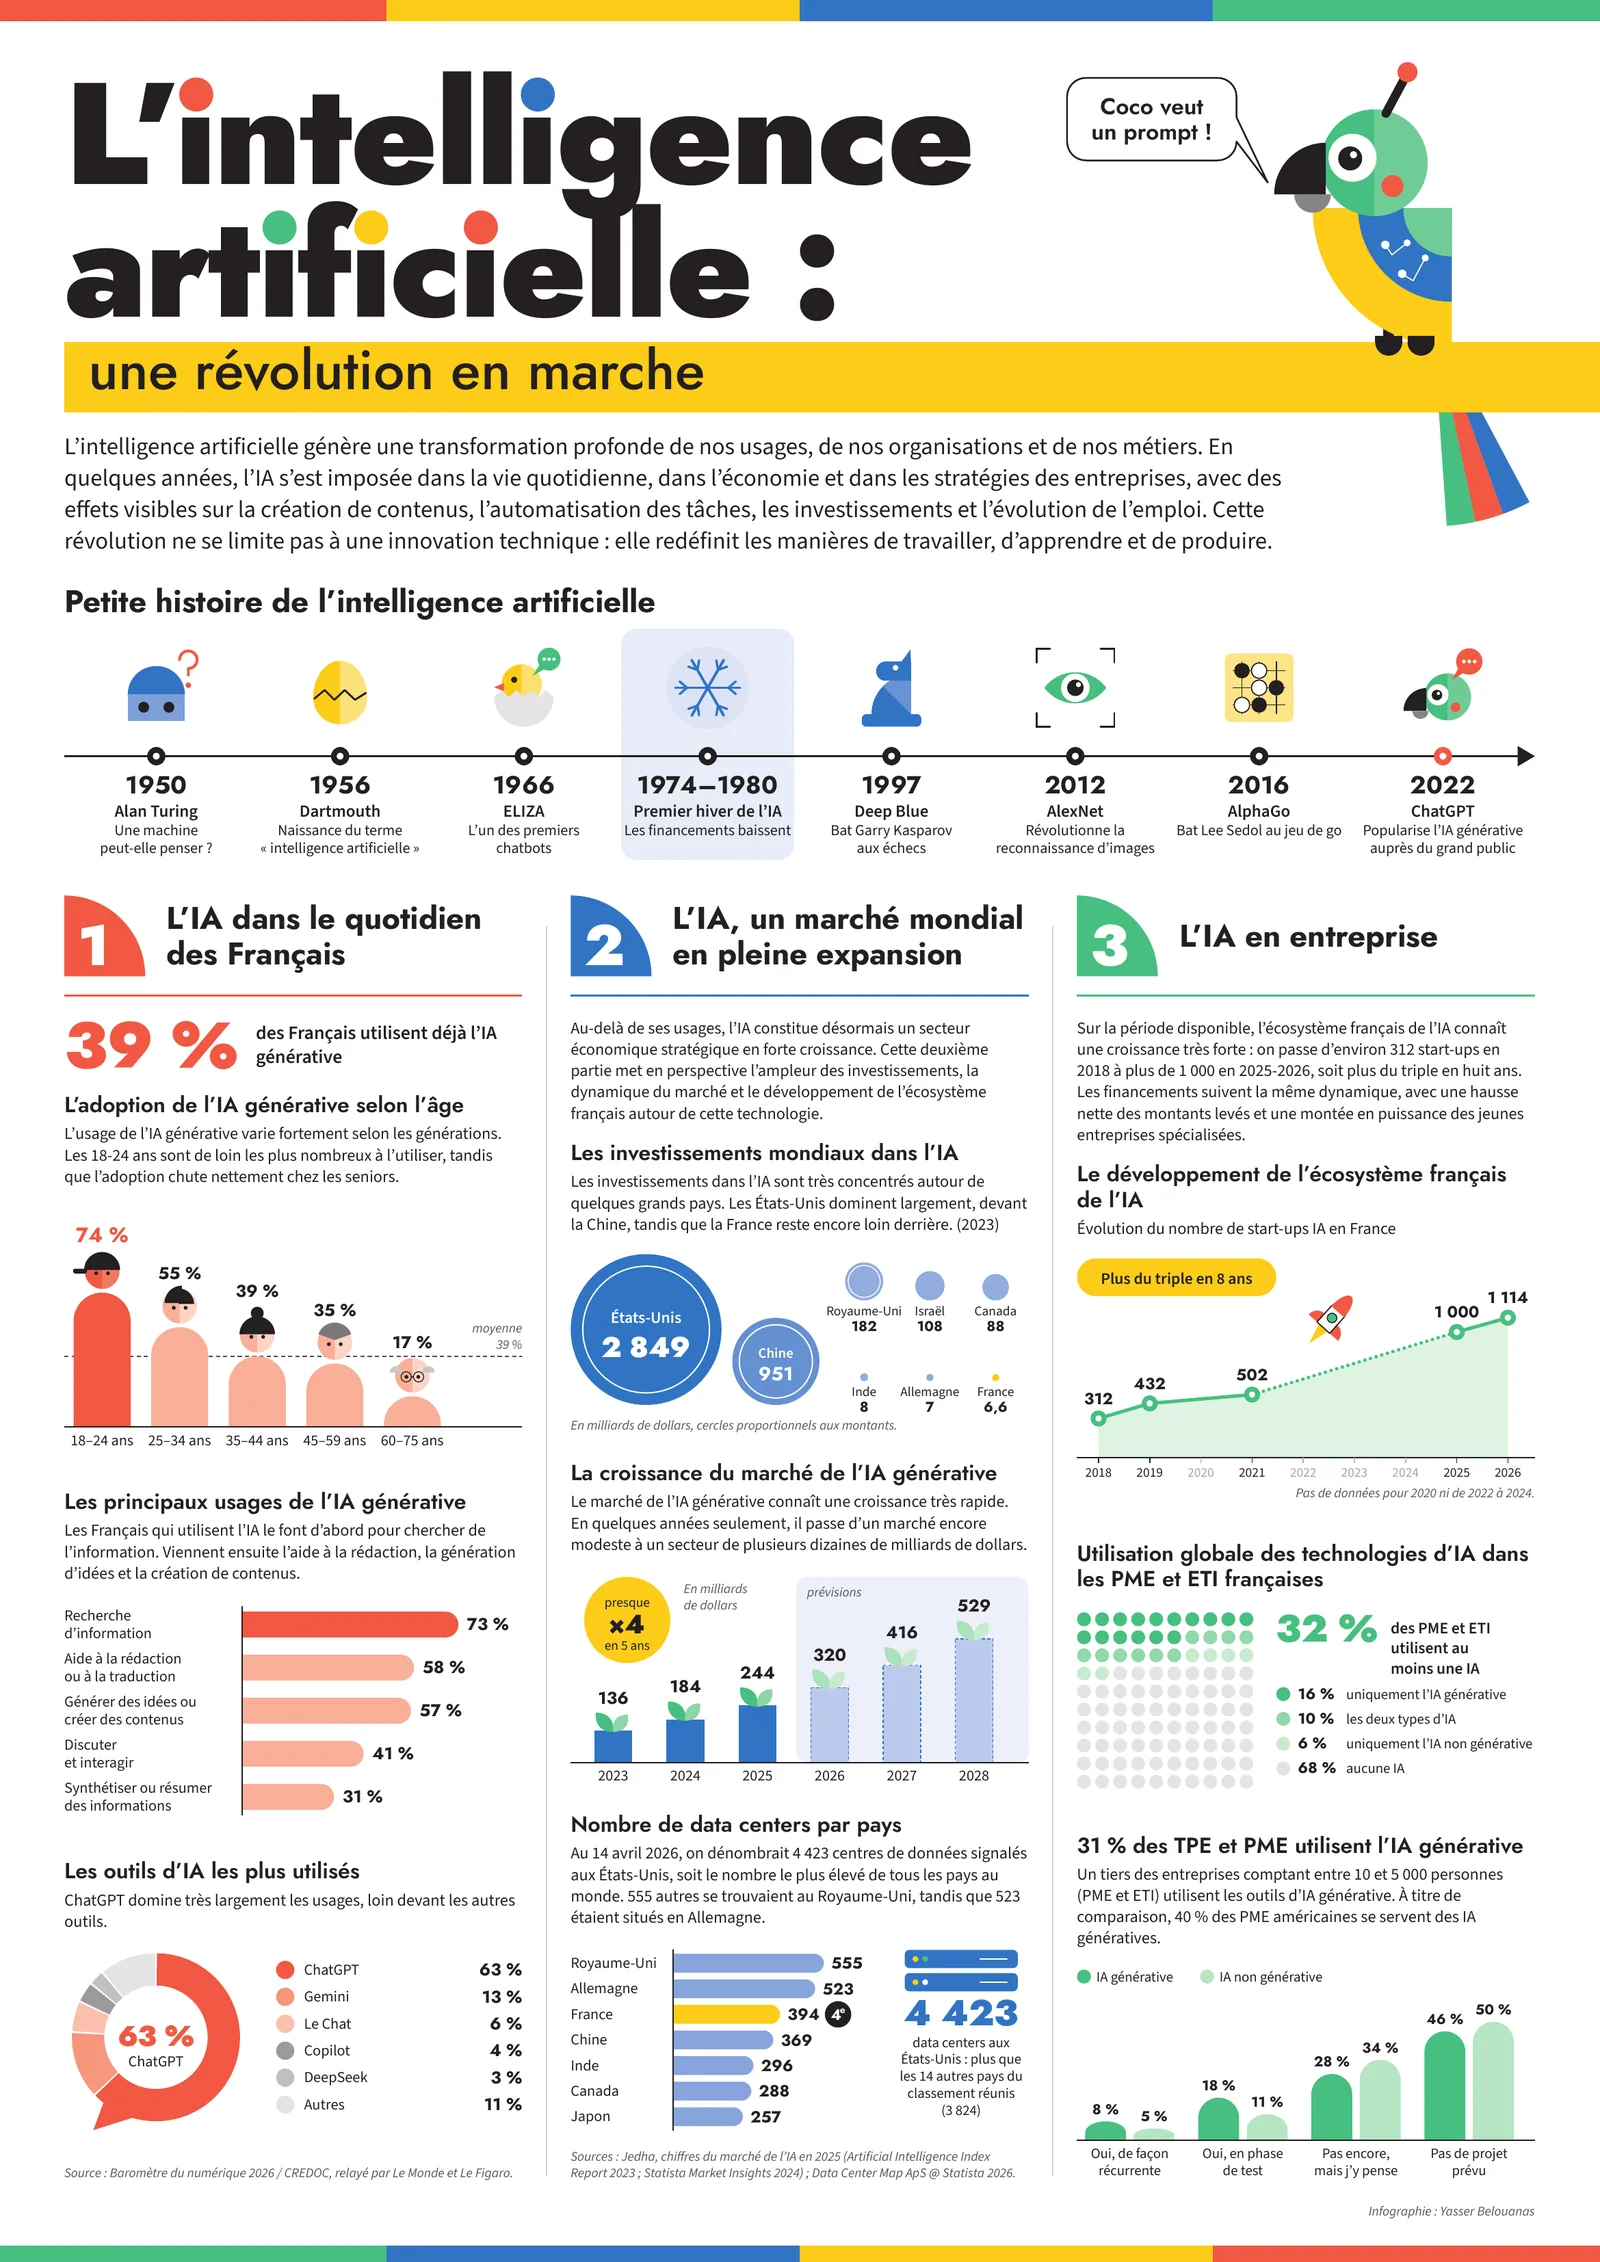 L’intelligence
artificielle :
Coco veut
un prompt !
une révolution en marche
L’intelligence artificielle génère une transformation profonde de nos usages, de nos organisations et de nos métiers. En
quelques années, l’IA s’est imposée dans la vie quotidienne, dans l’économie et dans les stratégies des entreprises, avec des
effets visibles sur la création de contenus, l’automatisation des tâches, les investissements et l’évolution de l’emploi. Cette
révolution ne se limite pas à une innovation technique : elle redéfinit les manières de travailler, d’apprendre et de produire.
Petite histoire de l’intelligence artificielle
1950
Alan Turing
Une machine
peut-elle penser ?
1956
Dartmouth
Naissance du terme
« intelligence artificielle »
1966
ELIZA
L’un des premiers
chatbots
1974–1980
Premier hiver de l’IA
Les financements baissent
1997
Deep Blue
Bat Garry Kasparov
aux échecs
2012
AlexNet
Révolutionne la
reconnaissance d’images
2016
AlphaGo
Bat Lee Sedol au jeu de go
2022
ChatGPT
Popularise l’IA générative
auprès du grand public
1
L’IA dans le quotidien
des Français
39 %
des Français utilisent déjà l’IA
générative
L’adoption de l’IA générative selon l’âge
L’usage de l’IA générative varie fortement selon les générations.
Les 18-24 ans sont de loin les plus nombreux à l’utiliser, tandis
que l’adoption chute nettement chez les seniors.
74 %
55 %
39 %
35 %
17 %
moyenne
39 %
18–24 ans
25–34 ans
35–44 ans
45–59 ans
60–75 ans
Les principaux usages de l’IA générative
Les Français qui utilisent l’IA le font d’abord pour chercher de
l’information. Viennent ensuite l’aide à la rédaction, la génération
d’idées et la création de contenus.
Recherche
d’information
73 %
Aide à la rédaction
ou à la traduction
58 %
Générer des idées ou
créer des contenus
57 %
Discuter
et interagir
41 %
Synthétiser ou résumer
des informations
31 %
Les outils d’IA les plus utilisés
ChatGPT domine très largement les usages, loin devant les autres
outils.
63 %
ChatGPT
ChatGPT 63 %
Gemini 13 %
Le Chat 6 %
Copilot 4 %
DeepSeek 3 %
Autres 11 %
Source : Baromètre du numérique 2026 / CREDOC, relayé par Le Monde et Le Figaro.
2
L’IA, un marché mondial
en pleine expansion
Au-delà de ses usages, l’IA constitue désormais un secteur
économique stratégique en forte croissance. Cette deuxième
partie met en perspective l’ampleur des investissements, la
dynamique du marché et le développement de l’écosystème
français autour de cette technologie.
Les investissements mondiaux dans l’IA
Les investissements dans l’IA sont très concentrés autour de
quelques grands pays. Les États-Unis dominent largement, devant
la Chine, tandis que la France reste encore loin derrière. (2023)
États-Unis
2 849
Chine
951
Royaume-Uni
182
Israël
108
Canada
88
Inde
8
Allemagne
7
France
6,6
En milliards de dollars, cercles proportionnels aux montants.
La croissance du marché de l’IA générative
Le marché de l’IA générative connaît une croissance très rapide.
En quelques années seulement, il passe d’un marché encore
modeste à un secteur de plusieurs dizaines de milliards de dollars.
presque
×4
en 5 ans
En milliards
de dollars
prévisions
136
184
244
320
416
529
2023
2024
2025
2026
2027
2028
Nombre de data centers par pays
Au 14 avril 2026, on dénombrait 4 423 centres de données signalés
aux États-Unis, soit le nombre le plus élevé de tous les pays au
monde. 555 autres se trouvaient au Royaume-Uni, tandis que 523
étaient situés en Allemagne.
Royaume-Uni 555
Allemagne 523
France 394 4e
Chine 369
Inde 296
Canada 288
Japon 257
4 423
data centers aux
États-Unis : plus que
les 14 autres pays du
classement réunis
(3 824)
Sources : Jedha, chiffres du marché de l’IA en 2025 (Artificial Intelligence Index
Report 2023 ; Statista Market Insights 2024) ; Data Center Map ApS @ Statista 2026.
3
L’IA en entreprise
Sur la période disponible, l’écosystème français de l’IA connaît
une croissance très forte : on passe d’environ 312 start-ups en
2018 à plus de 1 000 en 2025-2026, soit plus du triple en huit ans.
Les financements suivent la même dynamique, avec une hausse
nette des montants levés et une montée en puissance des jeunes
entreprises spécialisées.
Le développement de l’écosystème français
de l’IA
Évolution du nombre de start-ups IA en France
Plus du triple en 8 ans
312
432
502
1 000
1 114
2018
2019
2020
2021
2022
2023
2024
2025
2026
Pas de données pour 2020 ni de 2022 à 2024.
Utilisation globale des technologies d’IA dans
les PME et ETI françaises
32 %
des PME et ETI
utilisent au
moins une IA
16 % uniquement l’IA générative
10 % les deux types d’IA
6 % uniquement l’IA non générative
68 % aucune IA
31 % des TPE et PME utilisent l’IA générative
Un tiers des entreprises comptant entre 10 et 5 000 personnes
(PME et ETI) utilisent les outils d’IA générative. À titre de
comparaison, 40 % des PME américaines se servent des IA
génératives.
IA générative
IA non générative
8 %
5 %
18 %
11 %
28 %
34 %
46 %
50 %
Oui, de façon
récurrente
Oui, en phase
de test
Pas encore,
mais j’y pense
Pas de projet
prévu
Infographie : Yasser Belouanas